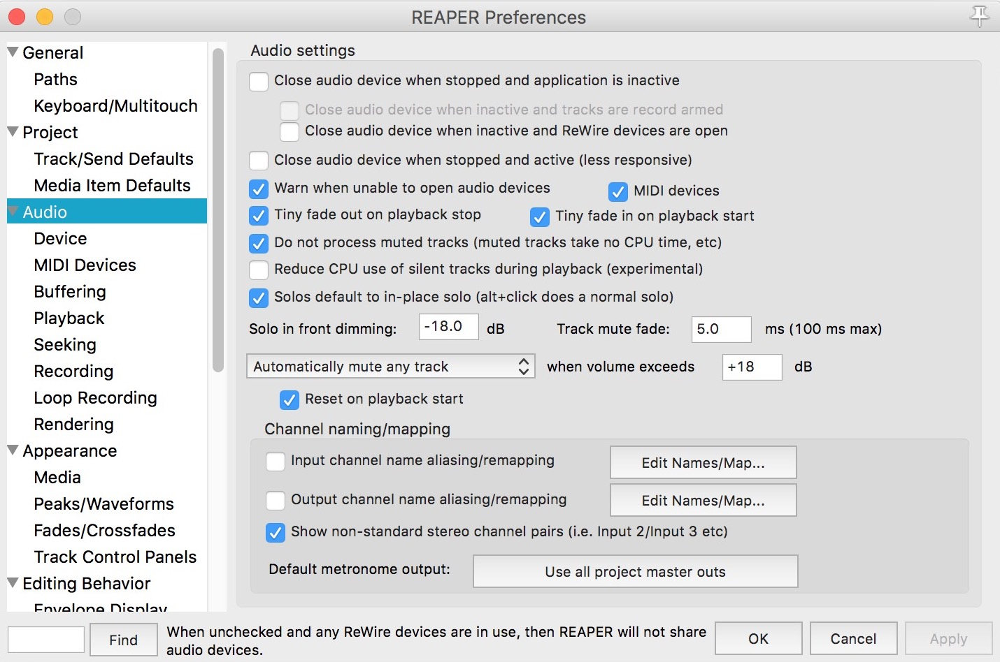 REAPER Preferences
General
Paths
Keyboard/Multitouch
Project
Track/Send Defaults
Media Item Defaults
Audio
Device
MIDI Devices
Buffering
Playback
Seeking
Recording
Loop Recording
Rendering
Appearance
Media
Peaks/Waveforms
Fades/Crossfades
Track Control Panels
Editing Behavior
Envelope Display
Audio settings
Close audio device when stopped and application is inactive
Close audio device when inactive and tracks are record armed
Close audio device when inactive and ReWire devices are open
Close audio device when stopped and active (less responsive)
Warn when unable to open audio devices MIDI devices
Tiny fade out on playback stop Tiny fade in on playback start
Do not process muted tracks (muted tracks take no CPU time, etc)
Reduce CPU use of silent tracks during playback (experimental)
Solos default to in-place solo (alt+click does a normal solo)
Solo in front dimming: -18.0 dB Track mute fade: 5.0 ms (100 ms max)
Automatically mute any track when volume exceeds +18 dB
Reset on playback start
Channel naming/mapping
Input channel name aliasing/remapping Edit Names/Map...
Output channel name aliasing/remapping Edit Names/Map...
Show non-standard stereo channel pairs (i.e. Input 2/Input 3 etc)
Default metronome output: Use all project master outs
Find
When unchecked and any ReWire devices are in use, then REAPER will not share
audio devices.
OK Cancel Apply